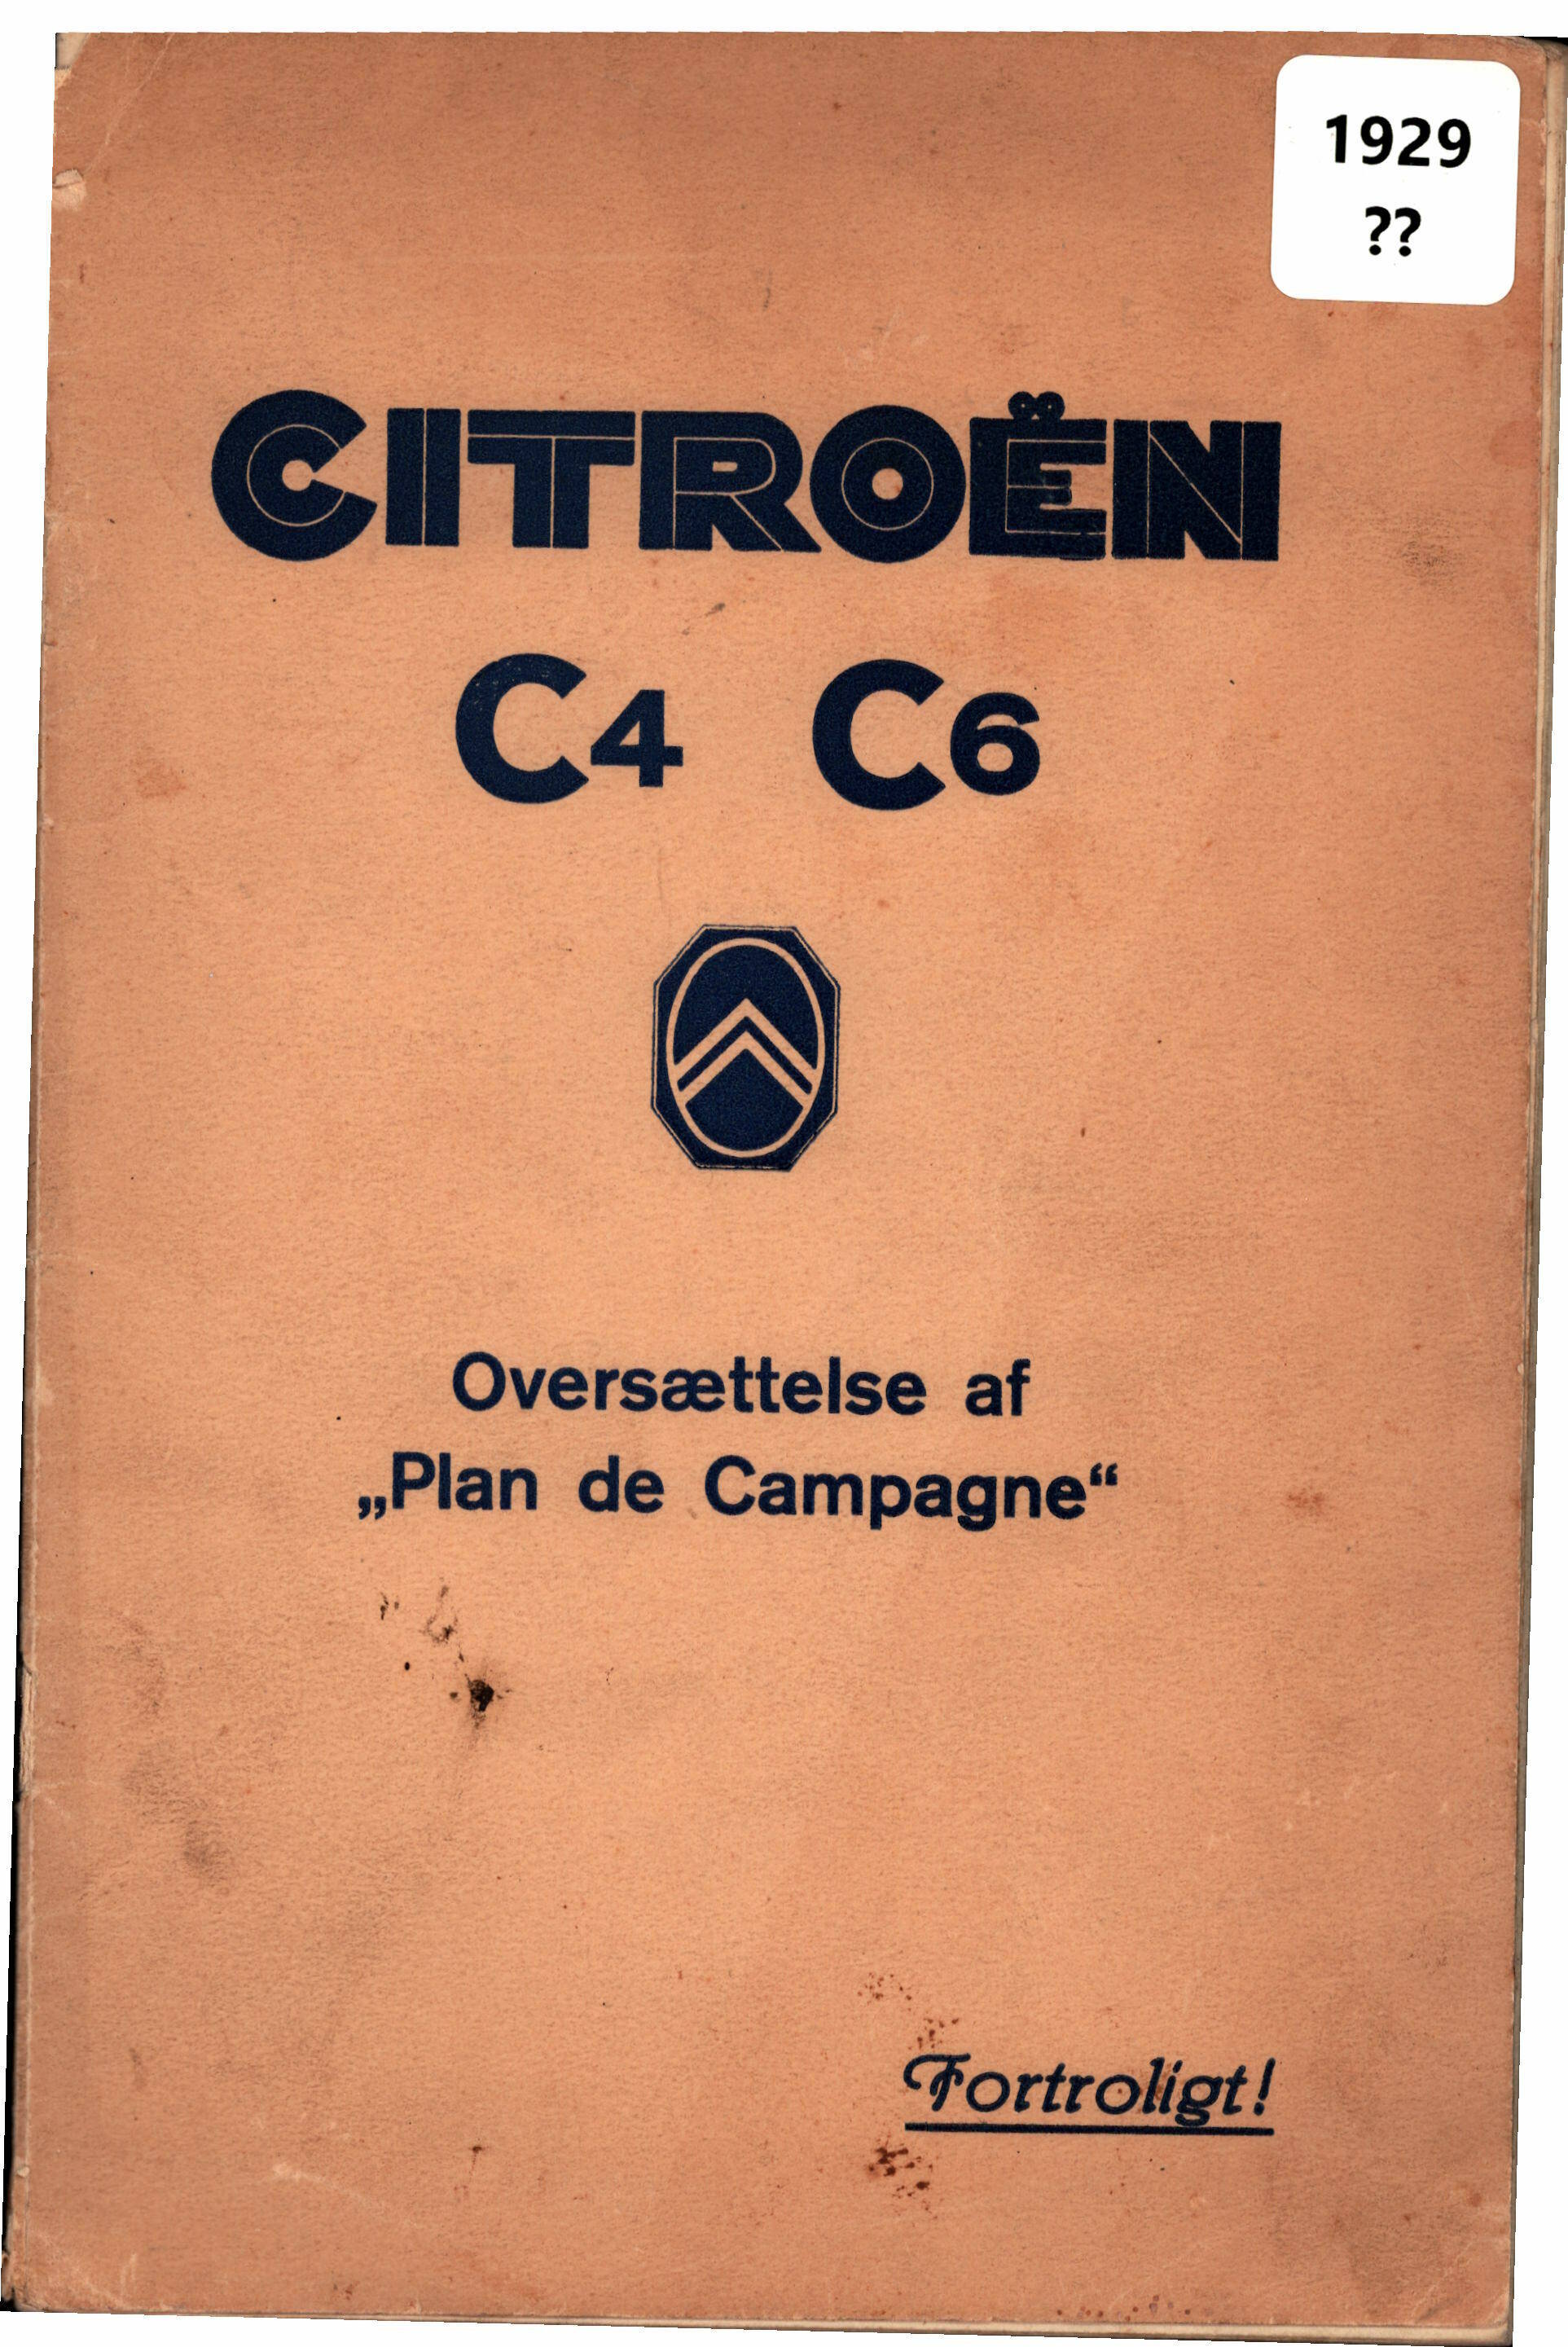 1929
??
CITROËN
C4 C6
Oversættelse af
„Plan de Campagne“
Fortroligt!